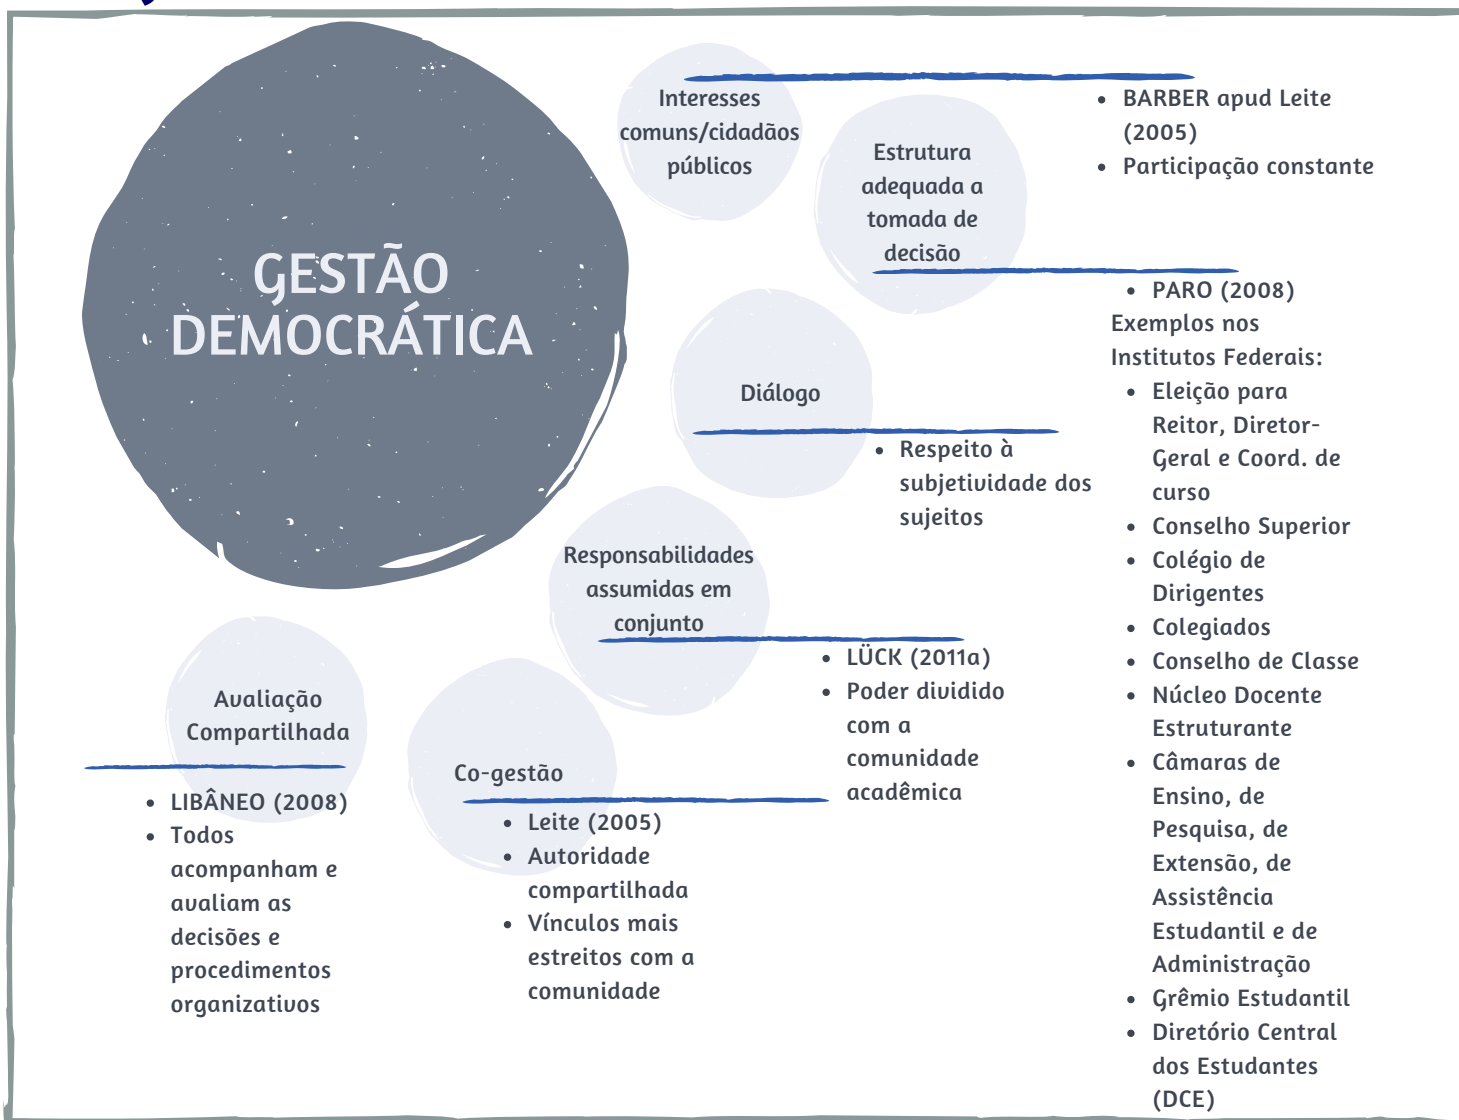 GESTÃO
DEMOCRÁTICA
Interesses
comuns/cidadãos
públicos
• BARBER apud Leite
(2005)
• Participação constante
Estrutura
adequada a
tomada de
decisão
• PARO (2008)
Exemplos nos
Institutos Federais:
• Eleição para
Reitor, Diretor-
Geral e Coord. de
curso
• Conselho Superior
• Colégio de
Dirigentes
• Colegiados
• Conselho de Classe
• Núcleo Docente
Estruturante
• Câmaras de
Ensino, de
Pesquisa, de
Extensão, de
Assistência
Estudantil e de
Administração
• Grêmio Estudantil
• Diretório Central
dos Estudantes
(DCE)
Diálogo
• Respeito à
subjetividade dos
sujeitos
Responsabilidades
assumidas em
conjunto
• LÜCK (2011a)
• Poder dividido
com a
comunidade
acadêmica
Co-gestão
• Leite (2005)
• Autoridade
compartilhada
• Vínculos mais
estreitos com a
comunidade
Avaliação
Compartilhada
• LIBÂNEO (2008)
• Todos
acompanham e
avaliam as
decisões e
procedimentos
organizativos